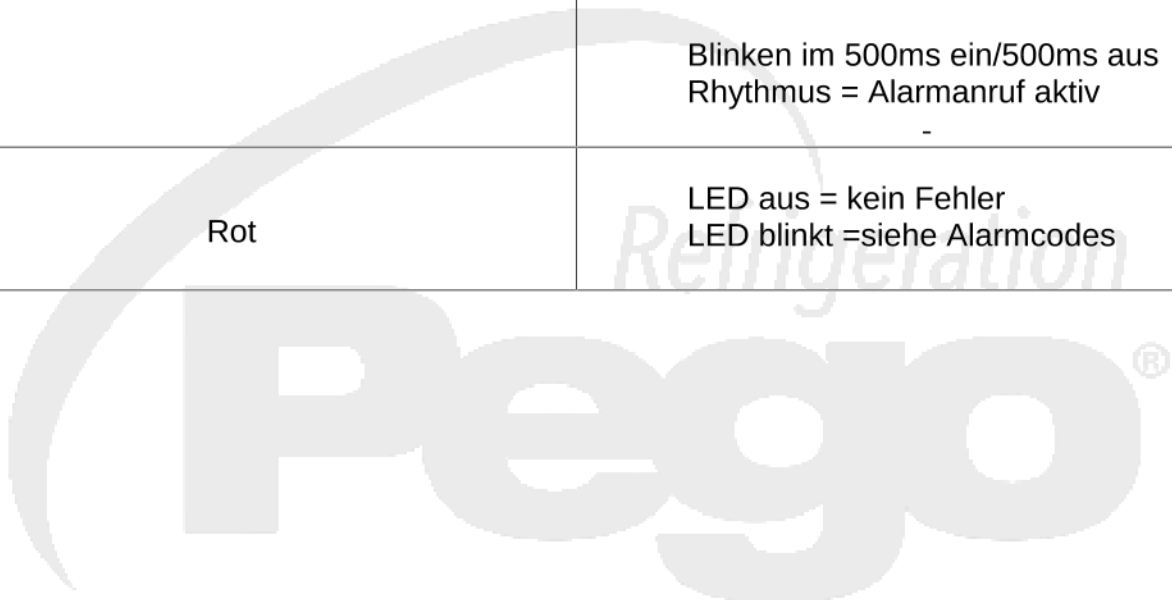 Blinken im 500ms ein/500ms aus
Rhythmus = Alarmanruf aktiv
-
Rot
LED aus = kein Fehler
LED blinkt =siehe Alarmcodes
Refrigeration
Pego®